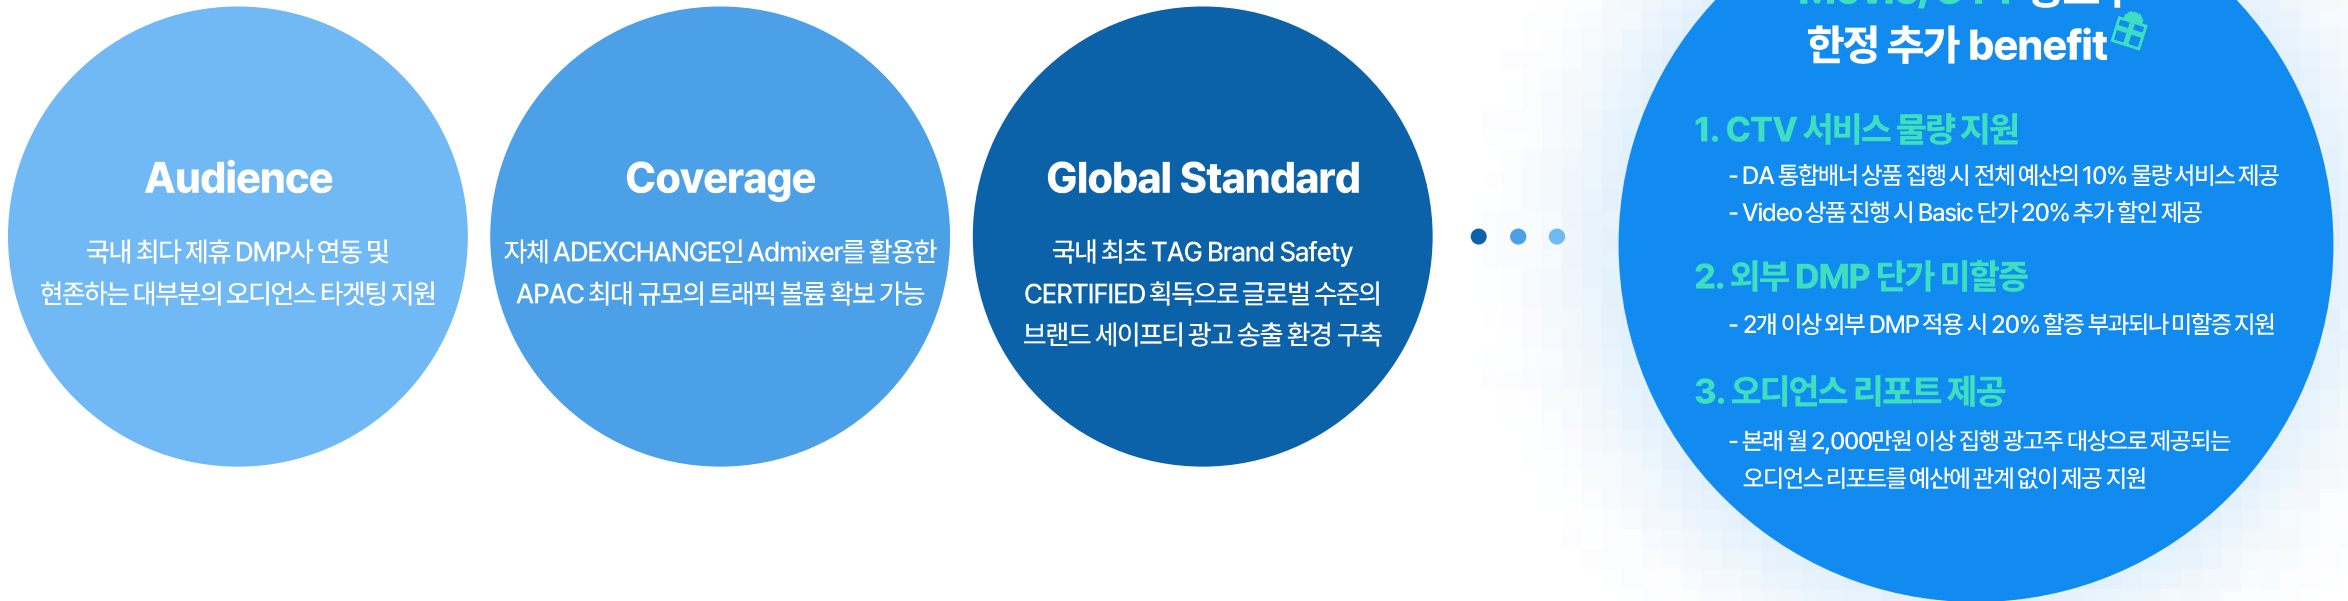 Audience
국내 최다 제휴 DMP사 연동 및
현존하는 대부분의 오디언스 타겟팅 지원
Coverage
자체 ADEXCHANGE인 Admixer를 활용한
APAC 최대 규모의 트래픽 볼륨 확보 가능
Global Standard
국내 최초 TAG Brand Safety
CERTIFIED 획득으로 글로벌 수준의
브랜드 세이프티 광고 송출 환경 구축
한정 추가 benefit
1. CTV 서비스 물량 지원
- DA 통합배너 상품 집행 시 전체 예산의 10% 물량 서비스 제공
- Video 상품 진행 시 Basic 단가 20% 추가 할인 제공
2. 외부 DMP 단가 미할증
- 2개 이상 외부 DMP 적용 시 20% 할증 부과되나 미할증 지원
3. 오디언스 리포트 제공
- 본래 월 2,000만원 이상 집행 광고주 대상으로 제공되는
오디언스 리포트를 예산에 관계 없이 제공 지원